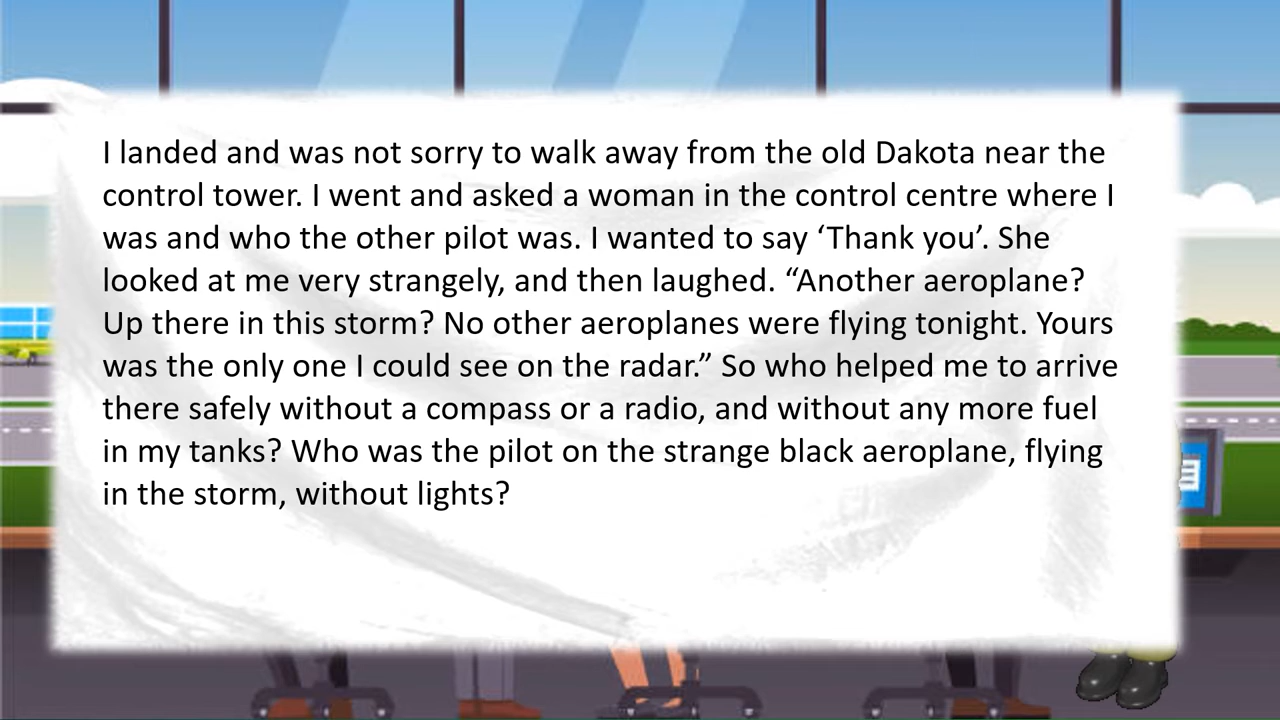 I landed and was not sorry to walk away from the old Dakota near the
control tower. I went and asked a woman in the control centre where I
was and who the other pilot was. I wanted to say ‘Thank you’. She
looked at me very strangely, and then laughed. “Another aeroplane?
Up there in this storm? No other aeroplanes were flying tonight. Yours
was the only one I could see on the radar.” So who helped me to arrive
there safely without a compass or a radio, and without any more fuel
in my tanks? Who was the pilot on the strange black aeroplane, flying
in the storm, without lights?